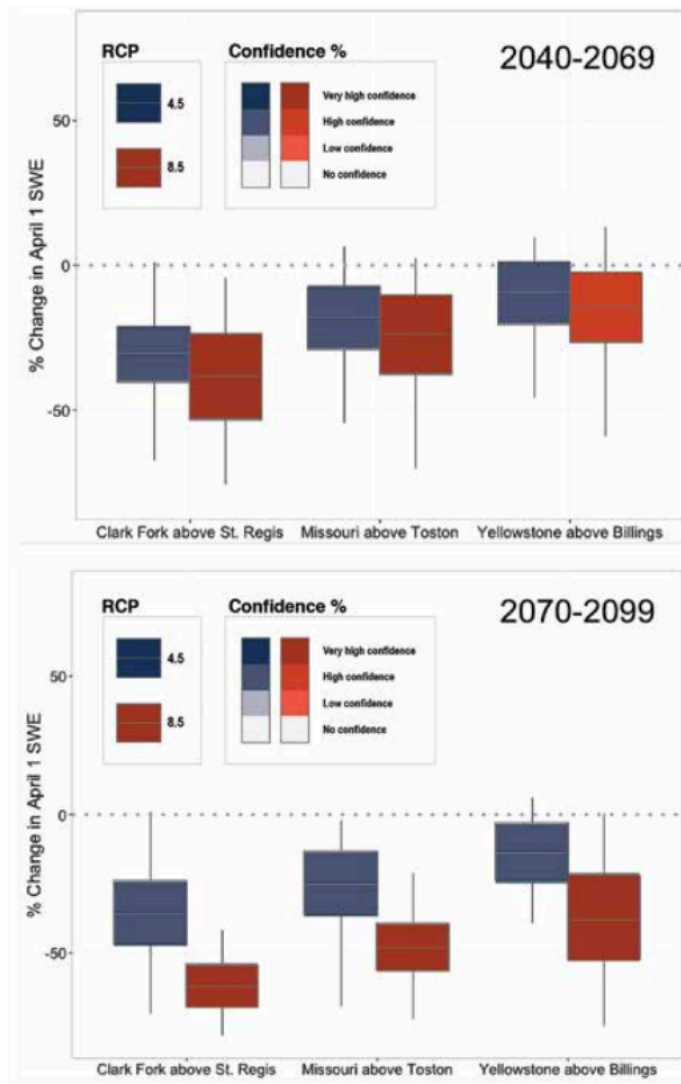 RCP
Confidence %
2040-2069
4.5
8.5
Very high confidence
High confidence
Low confidence
No confidence
50
0
-50
% Change in April 1 SWE
Clark Fork above St. Regis Missouri above Toston Yellowstone above Billings
RCP
Confidence %
2070-2099
4.5
8.5
Very high confidence
High confidence
Low confidence
No confidence
50
0
-50
% Change in April 1 SWE
Clark Fork above St. Regis Missouri above Toston Yellowstone above Billings